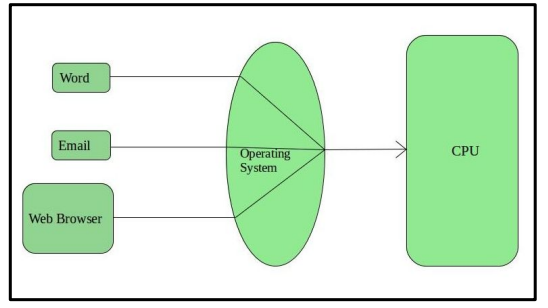 Word
Email
Operating
System
Web Browser
CPU